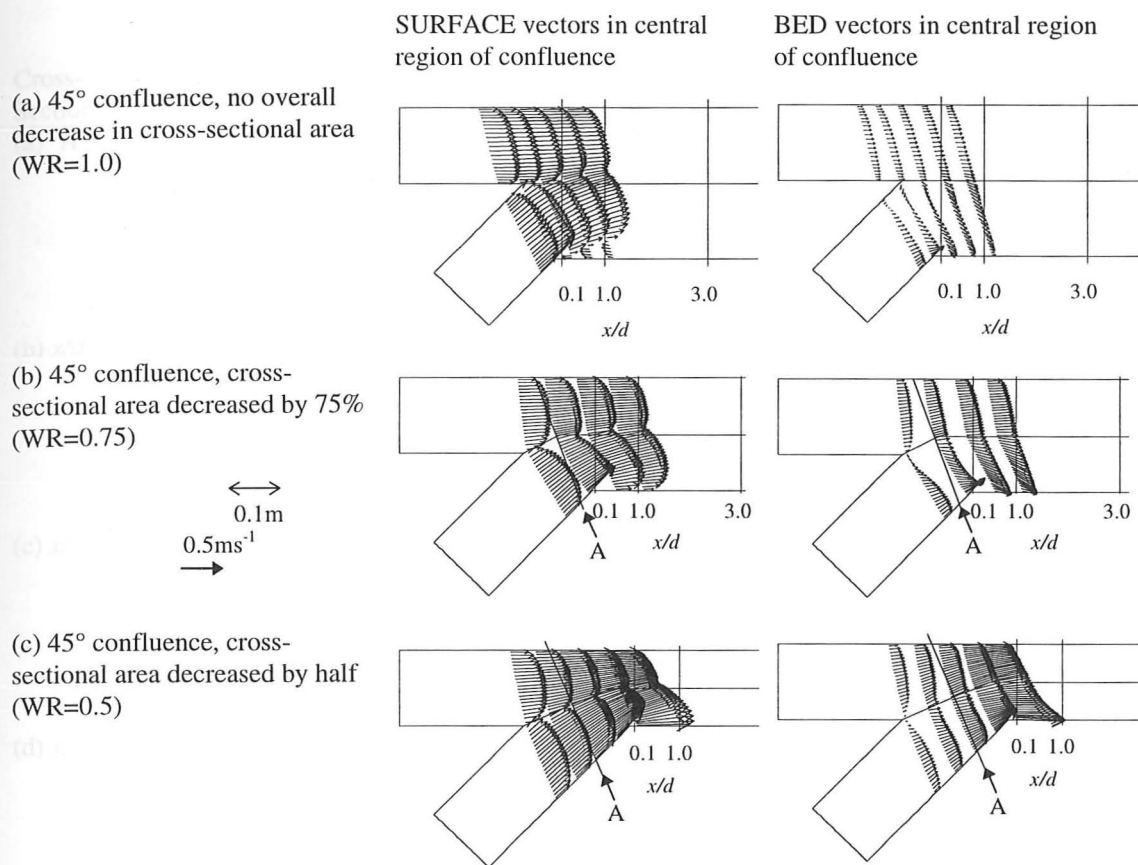 SURFACE vectors in central
region of confluence
BED vectors in central region
of confluence
(a) 45° confluence, no overall
decrease in cross-sectional area
(WR=1.0)
0.1 1.0 3.0
x/d
0.1 1.0 3.0
x/d
(b) 45° confluence, cross-
sectional area decreased by 75%
(WR=0.75)
0.1m
0.5ms⁻¹
0.1 1.0 3.0
x/d
A
0.1 1.0 3.0
x/d
A
(c) 45° confluence, cross-
sectional area decreased by half
(WR=0.5)
0.1 1.0
x/d
A
0.1 1.0
x/d
A